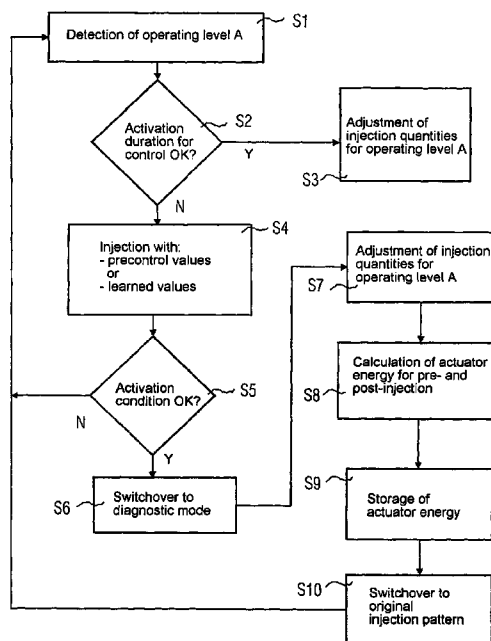 S1
Detection of operating level A
S2
Activation
duration for
control OK?
Y
N
Adjustment of
injection quantities
for operating level A
S3
S4
Injection with:
- precontrol values
or
- learned values
S5
Activation
condition OK?
N
Y
S6
Switchover to
diagnostic mode
Adjustment of injection
quantities for
operating level A
S7
Calculation of actuator
energy for pre- and
post-injection
S8
S9
Storage of
actuator energy
S10
Switchover to
original
injection pattern